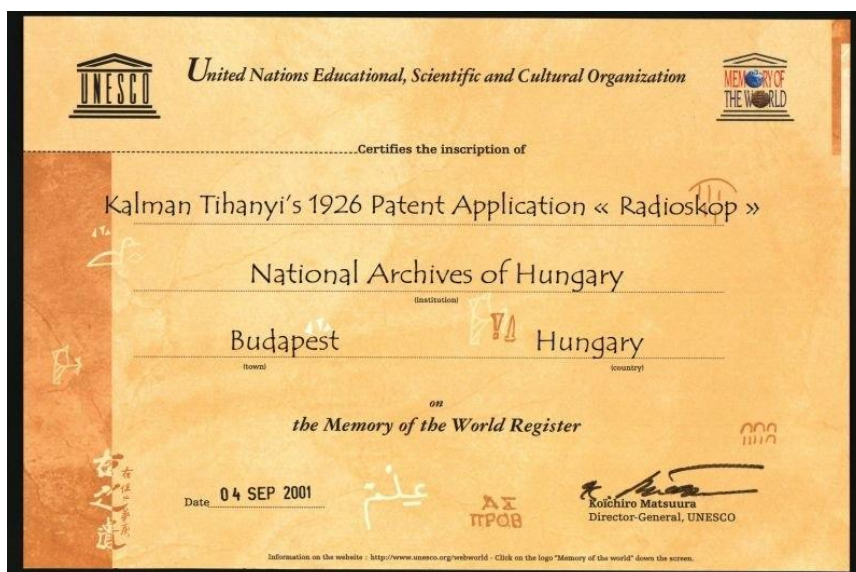 UNESCO
United Nations Educational, Scientific and Cultural Organization
MEMORY OF
THE WORLD
Certifies the inscription of
Kalman Tihanyi's 1926 Patent Application « Radioskop »
National Archives of Hungary
(institution)
Budapest
Hungary
(town)
(country)
on
the Memory of the World Register
Date 04 SEP 2001
Koïchiro Matsuura
Director-General, UNESCO
ΑΣ
ΠΡΟΒ
Information on the website : http://www.unesco.org/webworld - Click on the logo "Memory of the world" down the screen.